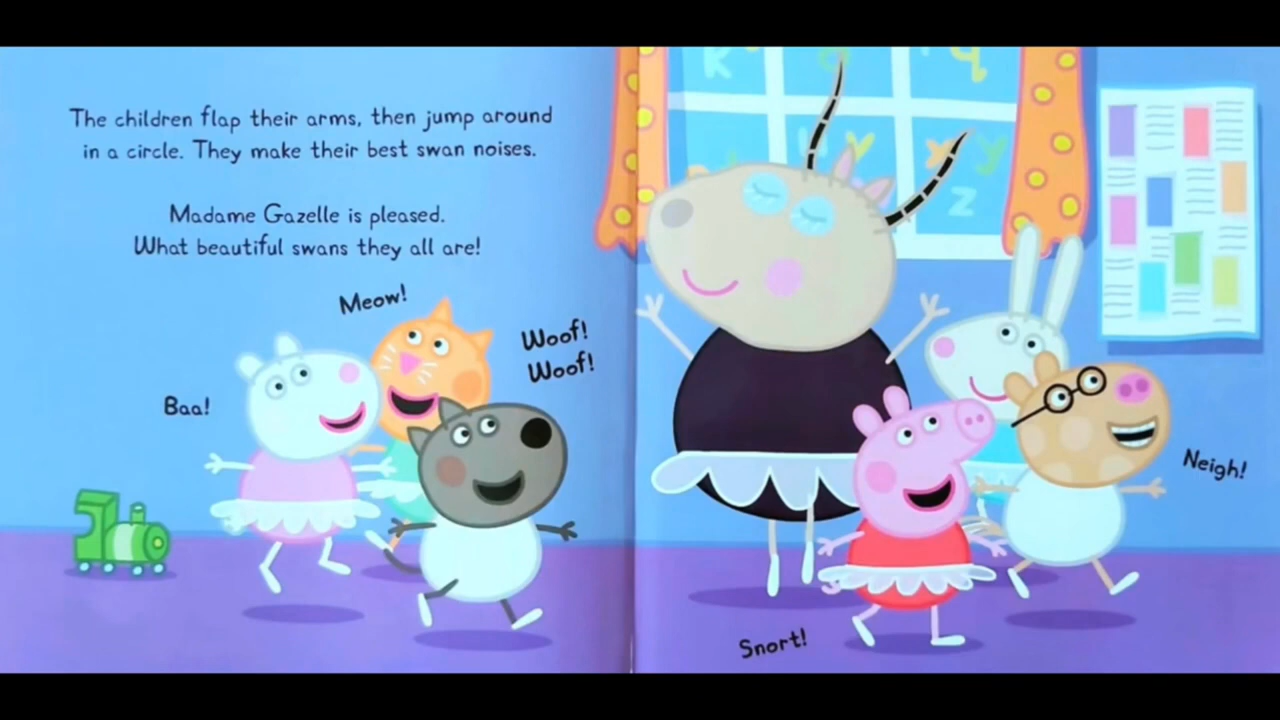 The children flap their arms, then jump around
in a circle. They make their best swan noises.
Madame Gazelle is pleased.
What beautiful swans they all are!
Meow!
Woof!
Woof!
Baa!
Neigh!
Snort!
k q
y x y
z